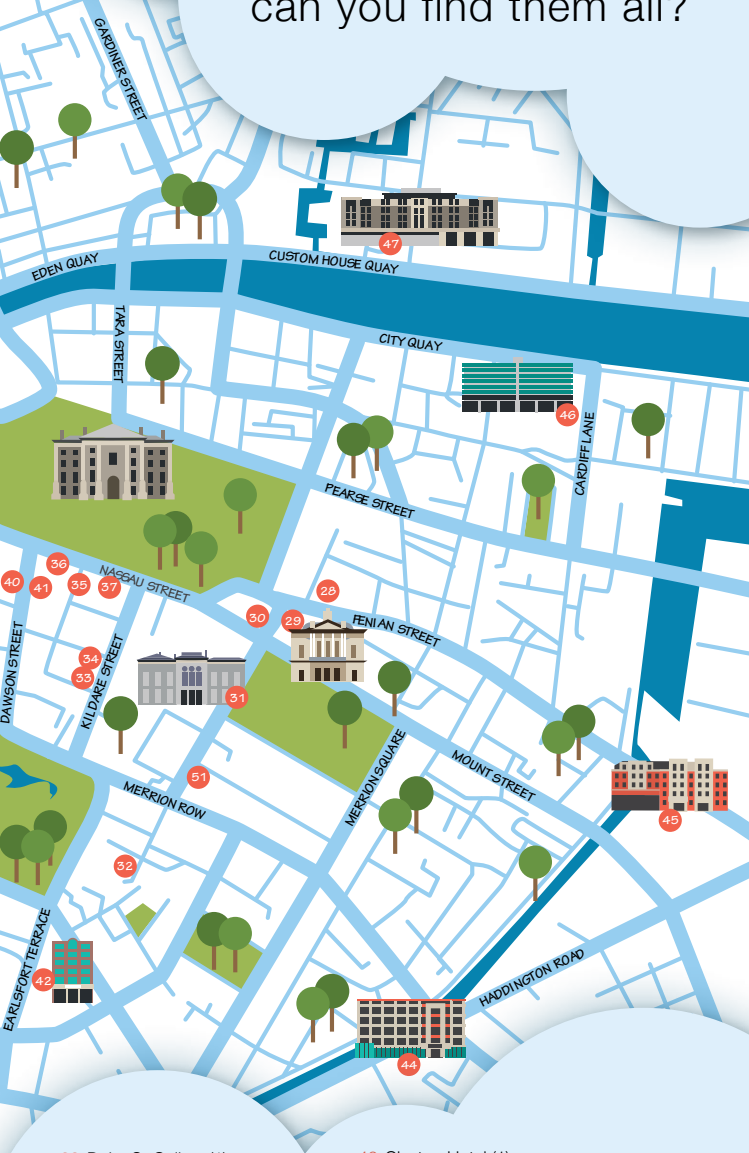 can you find them all?
GARDINER STREET
47
EDEN QUAY
CUSTOM HOUSE QUAY
TARA STREET
CITY QUAY
46
CARDIFF LANE
PEARSE STREET
36
40
41
35
37
NASSAU STREET
28
30
29
FENIAN STREET
DAWSON STREET
34
33
KILDARE STREET
31
51
MERRION ROW
MERRION SQUARE
MOUNT STREET
45
32
EARLSFORT TERRACE
42
HADDINGTON ROAD
44